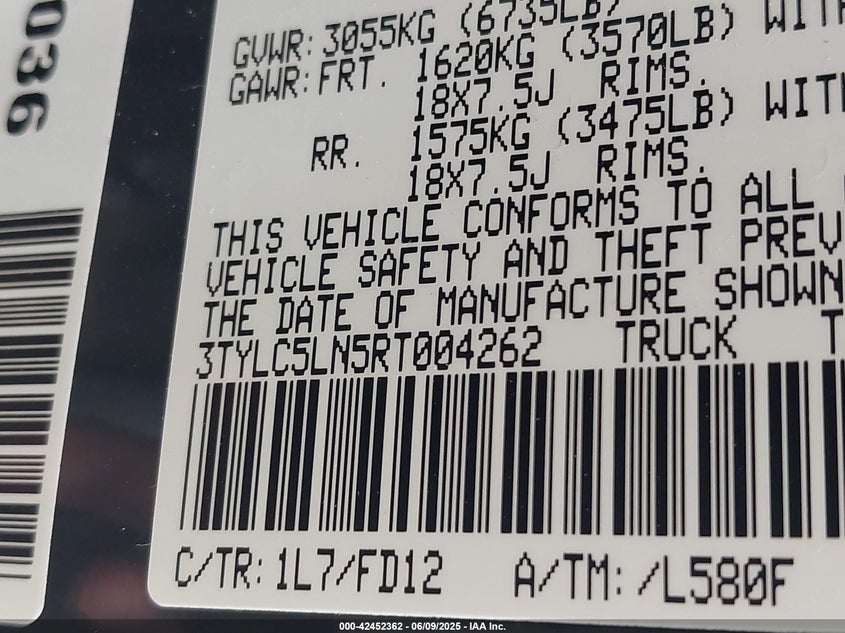 036
GVWR: 3055KG (6735LB)
GAWR: FRT. 1620KG (3570LB) WITH
18X7.5J RIMS.
RR. 1575KG (3475LB) WITH
18X7.5J RIMS.
THIS VEHICLE CONFORMS TO ALL
VEHICLE SAFETY AND THEFT PREV
THE DATE OF MANUFACTURE SHOWN
3TYLC5LN5RT004262 TRUCK T
C/TR: 1L7/FD12 A/TM: /L580F
000-42452362 - 06/09/2025 - IAA Inc.